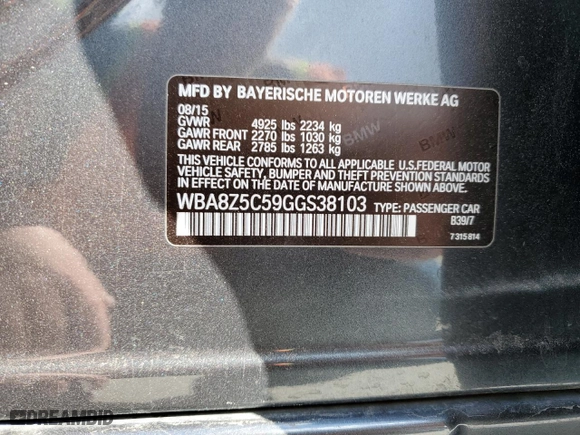 MFD BY BAYERISCHE MOTOREN WERKE AG
08/15
GVWR 4925 lbs 2234 kg
GAWR FRONT 2270 lbs 1030 kg
GAWR REAR 2785 lbs 1263 kg
THIS VEHICLE CONFORMS TO ALL APPLICABLE U.S.FEDERAL MOTOR
VEHICLE SAFETY, BUMPER AND THEFT PREVENTION STANDARDS
IN EFFECT ON THE DATE OF MANUFACTURE SHOWN ABOVE.
WBA8Z5C59GGS38103 TYPE: PASSENGER CAR
B39/7
7315814
BMW
BMW
DREAMBID